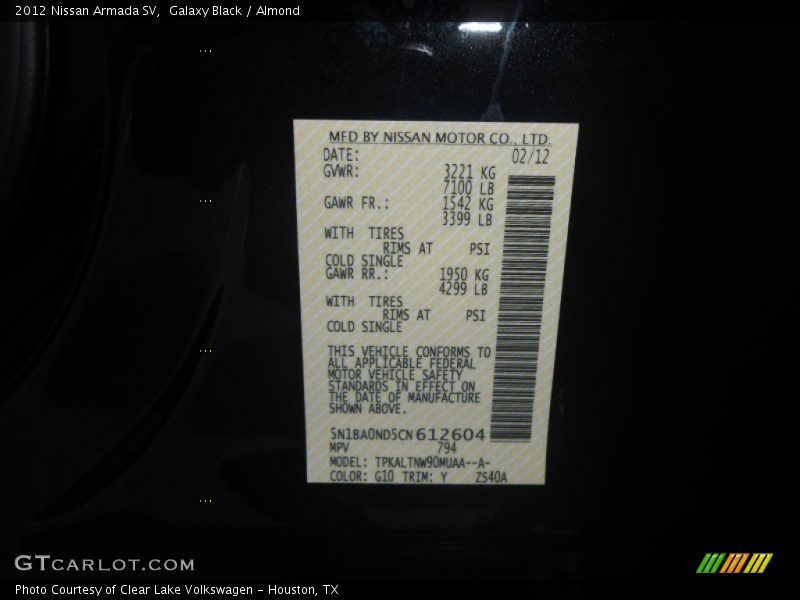 2012 Nissan Armada SV,  Galaxy Black / Almond
MFD BY NISSAN MOTOR CO., LTD.
DATE: 02/12
GVWR: 3221 KG
7100 LB
GAWR FR.: 1542 KG
3399 LB
WITH TIRES
RIMS AT PSI
COLD SINGLE
GAWR RR.: 1950 KG
4299 LB
WITH TIRES
RIMS AT PSI
COLD SINGLE
THIS VEHICLE CONFORMS TO
ALL APPLICABLE FEDERAL
MOTOR VEHICLE SAFETY
STANDARDS IN EFFECT ON
THE DATE OF MANUFACTURE
SHOWN ABOVE.
5N1BA0ND5CN612604
MPV 794
MODEL: TPKALTNW90MUAA--A-
COLOR: G10 TRIM: Y ZS40A
GTCARLOT.COM
Photo Courtesy of Clear Lake Volkswagen - Houston, TX